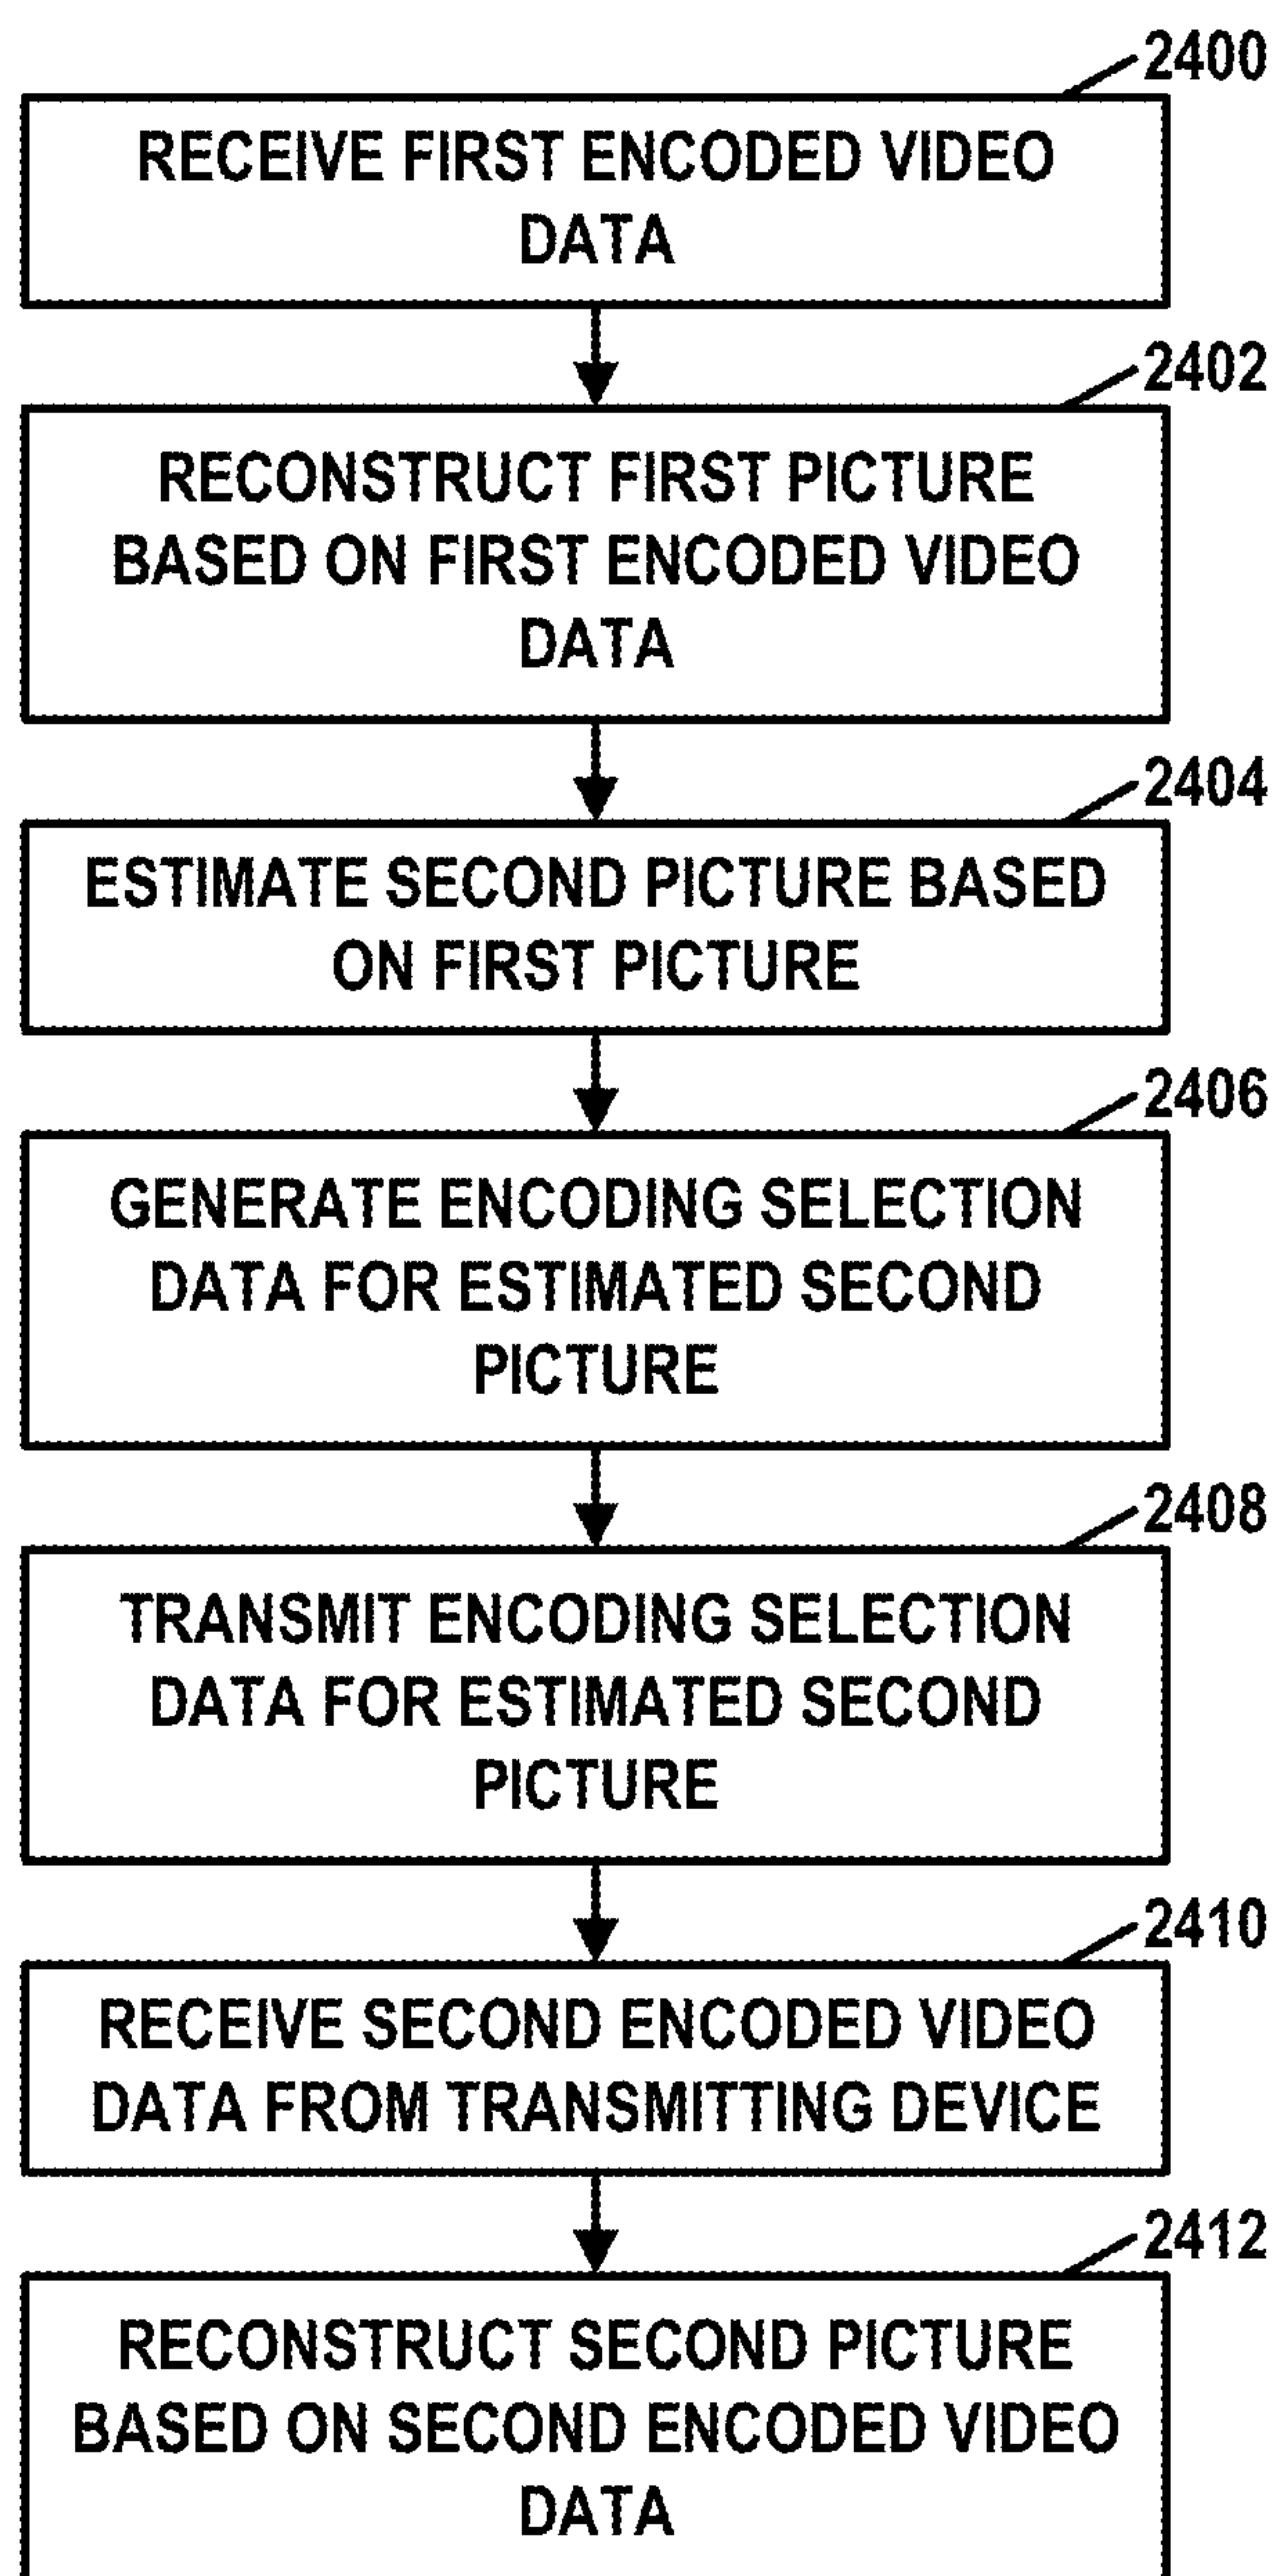 2400
RECEIVE FIRST ENCODED VIDEO
DATA
2402
RECONSTRUCT FIRST PICTURE
BASED ON FIRST ENCODED VIDEO
DATA
2404
ESTIMATE SECOND PICTURE BASED
ON FIRST PICTURE
2406
GENERATE ENCODING SELECTION
DATA FOR ESTIMATED SECOND
PICTURE
2408
TRANSMIT ENCODING SELECTION
DATA FOR ESTIMATED SECOND
PICTURE
2410
RECEIVE SECOND ENCODED VIDEO
DATA FROM TRANSMITTING DEVICE
2412
RECONSTRUCT SECOND PICTURE
BASED ON SECOND ENCODED VIDEO
DATA